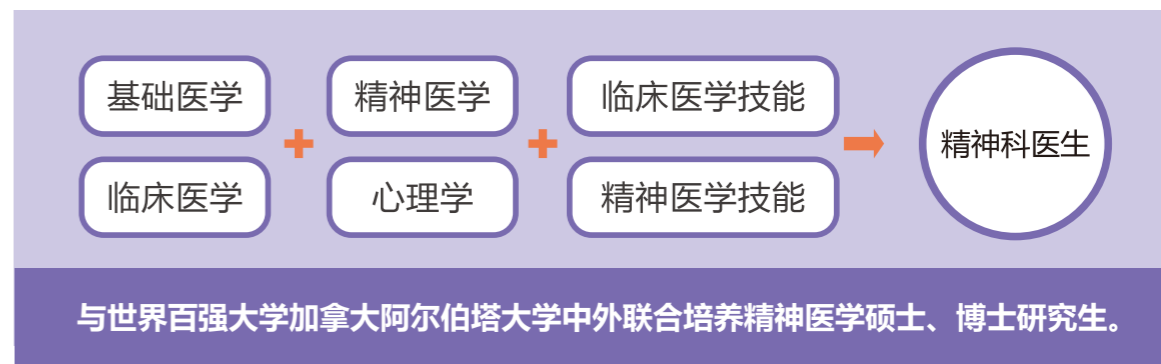 基础医学
临床医学
精神医学
心理学
临床医学技能
精神医学技能
精神科医生
与世界百强大学加拿大阿尔伯塔大学中外联合培养精神医学硕士、博士研究生。